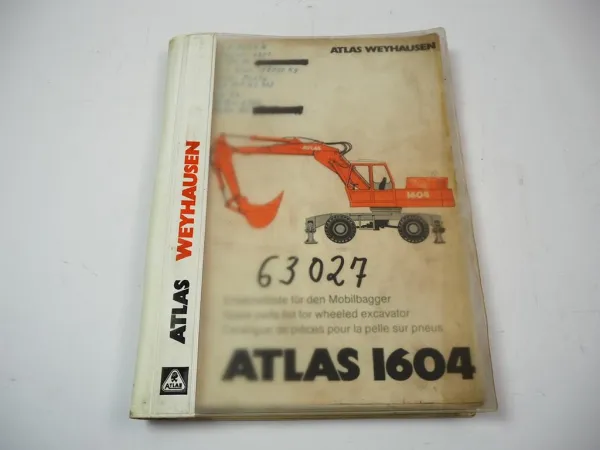 ATLAS WEYHAUSEN
ATLAS
1604
63027
Ersatzteilliste für den Mobilbagger
Spare parts list for wheeled excavator
Catalogue de pièces pour la pelle sur pneus
ATLAS 1604
ATLAS WEYHAUSEN
ATLAS